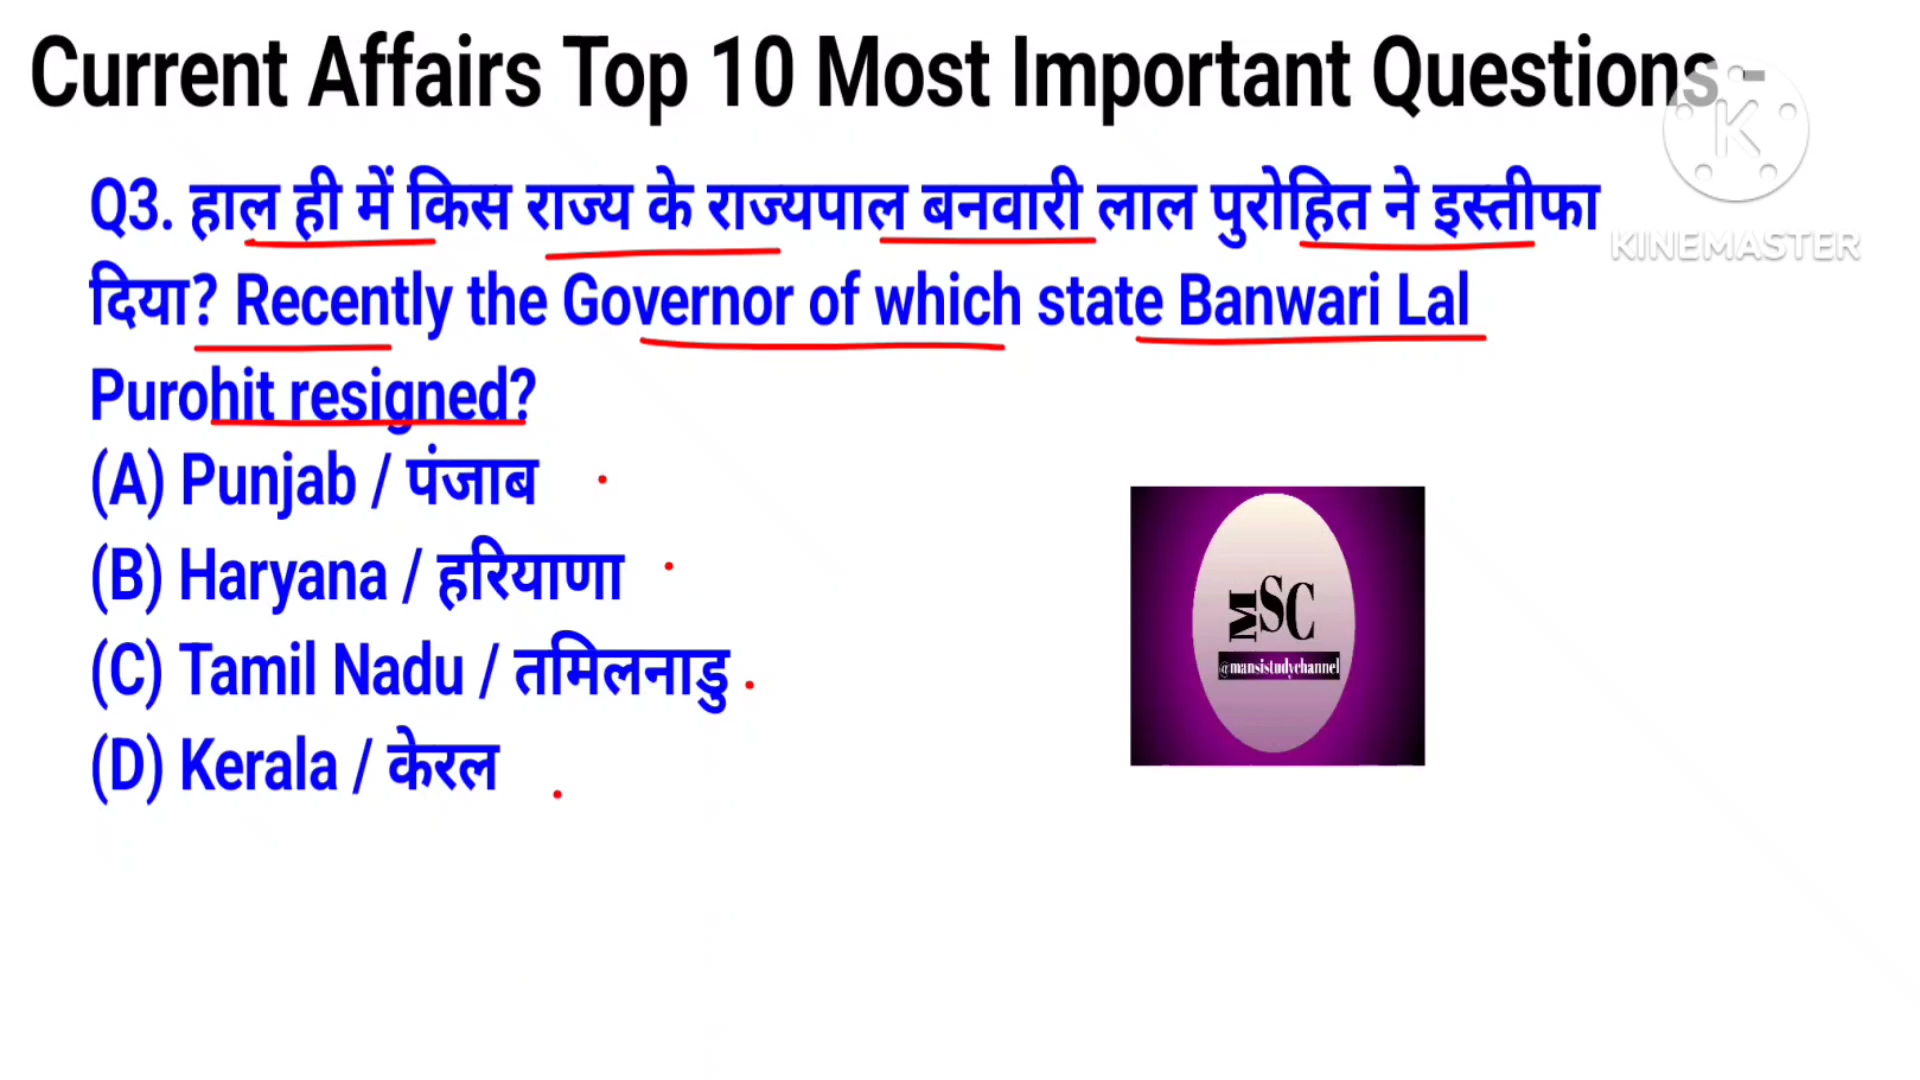 Current Affairs Top 10 Most Important Questions -
Q3. हाल ही में किस राज्य के राज्यपाल बनवारी लाल पुरोहित ने इस्तीफा
दिया? Recently the Governor of which state Banwari Lal
Purohit resigned?
(A) Punjab / पंजाब
(B) Haryana / हरियाणा
(C) Tamil Nadu / तमिलनाडु
(D) Kerala / केरल
K
KINEMASTER
MSC
@mansistudychannel